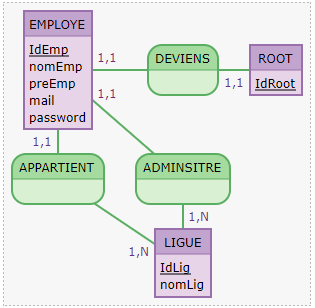 EMPLOYE
IdEmp
nomEmp
preEmp
mail
password
1,1
DEVIENS
1,1
ROOT
IdRoot
1,1
1,1
APPARTIENT
ADMINSITRE
1,N
1,N
LIGUE
IdLig
nomLig